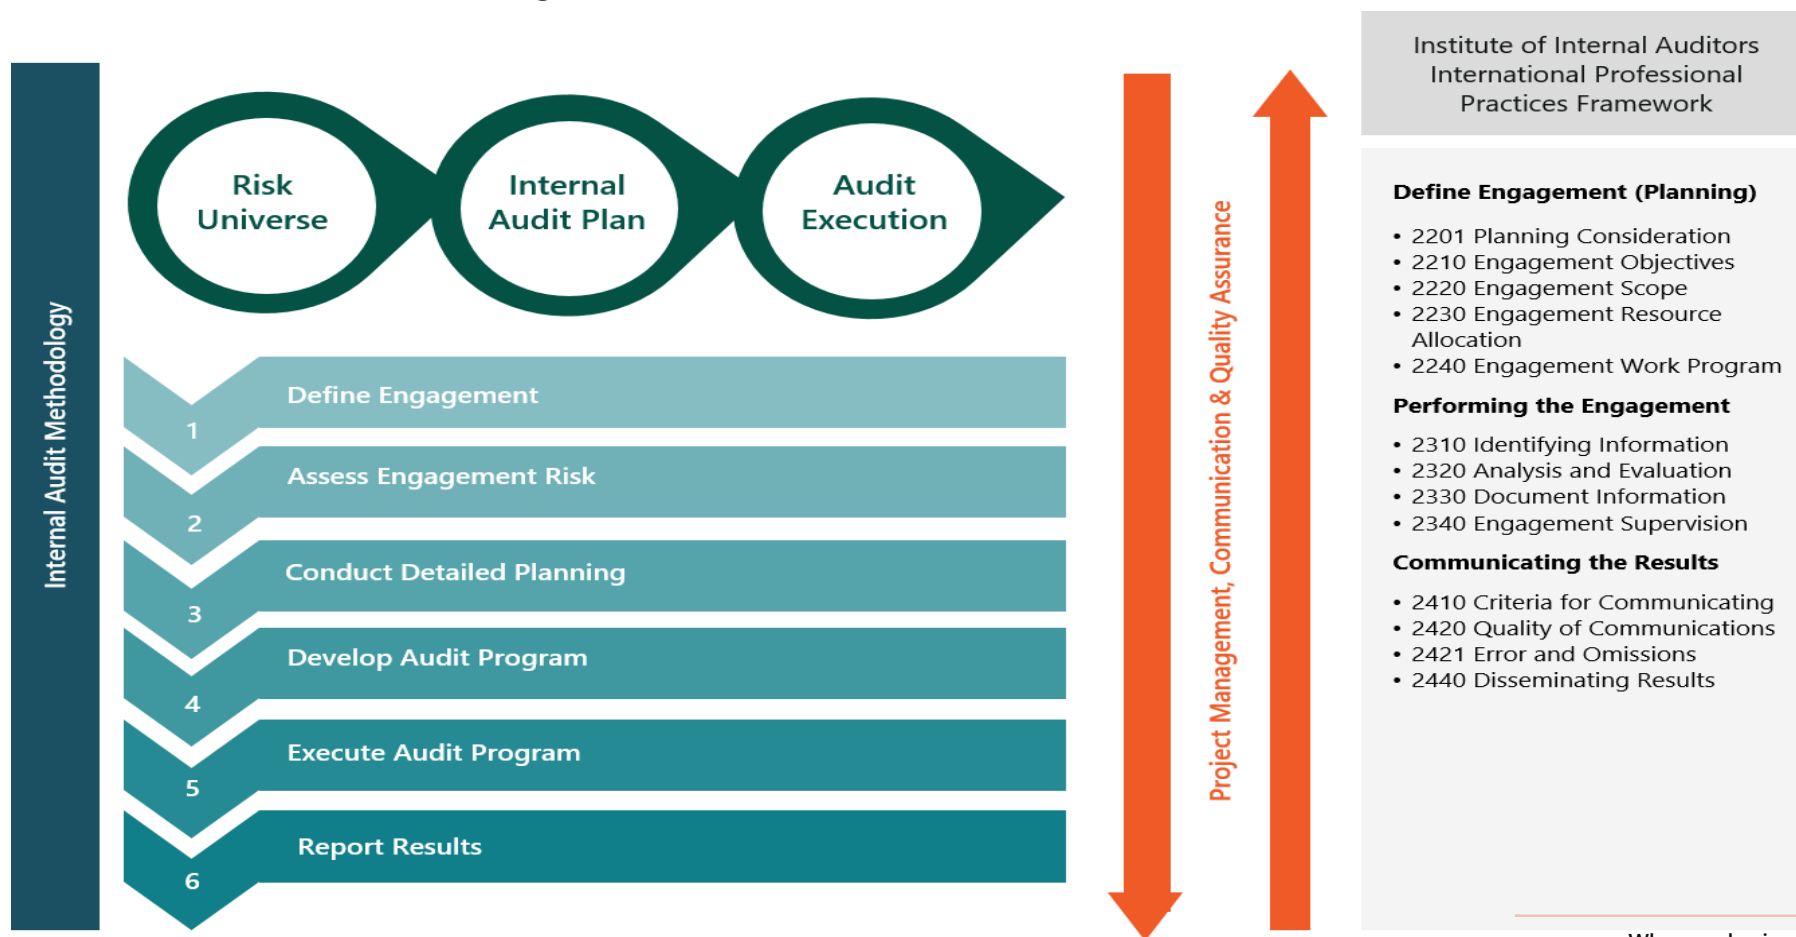 Internal Audit Methodology
Risk
Universe
Internal
Audit Plan
Audit
Execution
1
Define Engagement
2
Assess Engagement Risk
3
Conduct Detailed Planning
4
Develop Audit Program
5
Execute Audit Program
6
Report Results
Project Management, Communication & Quality Assurance
Institute of Internal Auditors
International Professional
Practices Framework
Define Engagement (Planning)
• 2201 Planning Consideration
• 2210 Engagement Objectives
• 2220 Engagement Scope
• 2230 Engagement Resource
Allocation
• 2240 Engagement Work Program
Performing the Engagement
• 2310 Identifying Information
• 2320 Analysis and Evaluation
• 2330 Document Information
• 2340 Engagement Supervision
Communicating the Results
• 2410 Criteria for Communicating
• 2420 Quality of Communications
• 2421 Error and Omissions
• 2440 Disseminating Results